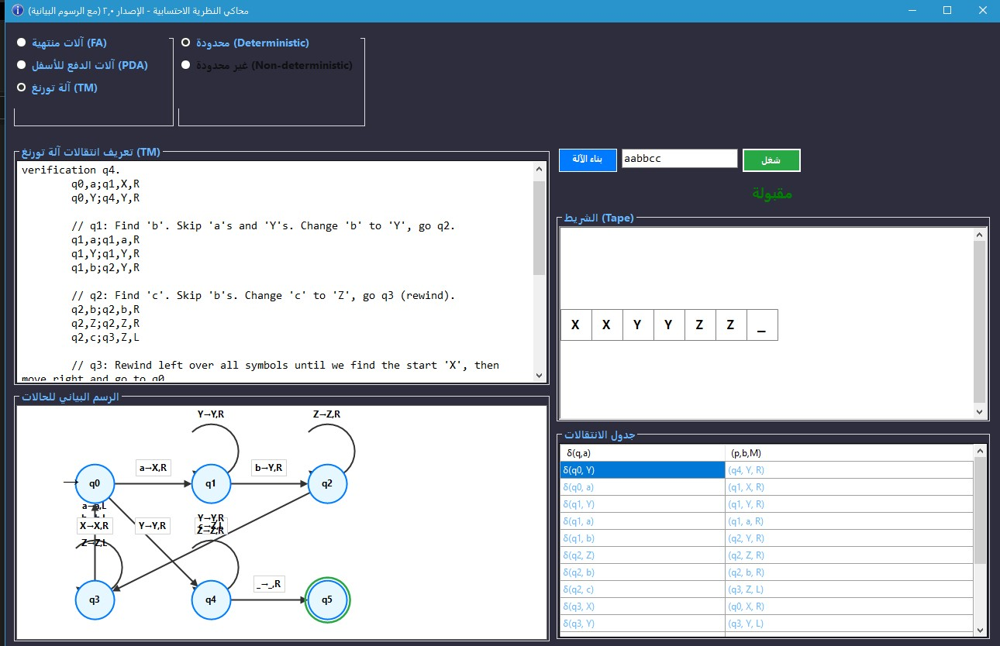 محاكي النظرية الاحتسابية - الإصدار ٢,٠ (مع الرسوم البيانية)
آلات منتهية (FA)
آلات الدفع للأسفل (PDA)
آلة تورنغ (TM)
محدودة (Deterministic)
غير محدودة (Non-deterministic)
تعريف انتقالات آلة تورنغ (TM)
verification q4.
q0,a;q1,X,R
q0,Y;q4,Y,R
// q1: Find 'b'. Skip 'a's and 'Y's. Change 'b' to 'Y', go q2.
q1,a;q1,a,R
q1,Y;q1,Y,R
q1,b;q2,Y,R
// q2: Find 'c'. Skip 'b's. Change 'c' to 'Z', go q3 (rewind).
q2,b;q2,b,R
q2,Z;q2,Z,R
q2,c;q3,Z,L
// q3: Rewind left over all symbols until we find the start 'X', then
move right and go to q0
بناء الآلة
aabbcc
شغل
مقبولة
الشريط (Tape)
X X Y Y Z Z _
الرسم البياني للحالات
Y→Y,R
Z→Z,R
a→X,R
b→Y,R
q0
q1
q2
a→a,L
X→X,R
Z→Z,L
Y→Y,R
Y→Y,R
Z→Z,R
_→_,R
q3
q4
q5
جدول الانتقالات
δ(q,a) (p,b,M)
δ(q0, Y) (q4, Y, R)
δ(q0, a) (q1, X, R)
δ(q1, Y) (q1, Y, R)
δ(q1, a) (q1, a, R)
δ(q1, b) (q2, Y, R)
δ(q2, Z) (q2, Z, R)
δ(q2, b) (q2, b, R)
δ(q2, c) (q3, Z, L)
δ(q3, X) (q0, X, R)
δ(q3, Y) (q3, Y, L)